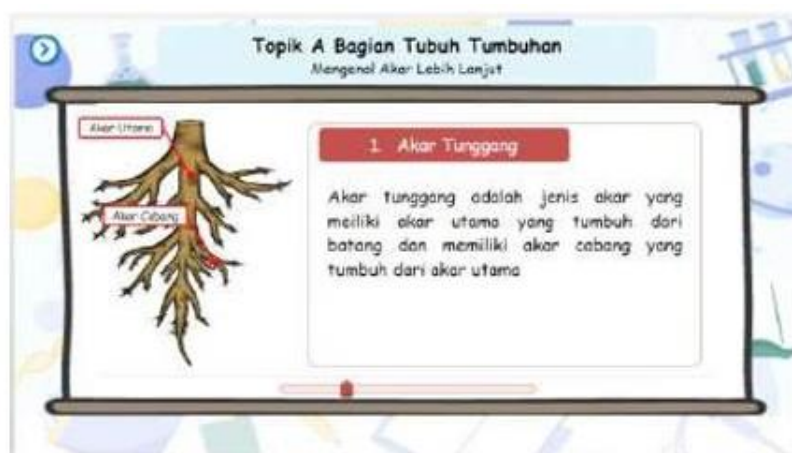 Topik A Bagian Tubuh Tumbuhan
Mengenal Akar Lebih Lanjut
Akar Utama
Akar Cabang
1. Akar Tunggang
Akar tunggang adalah jenis akar yang
meiliki akar utama yang tumbuh dari
batang dan memiliki akar cabang yang
tumbuh dari akar utama